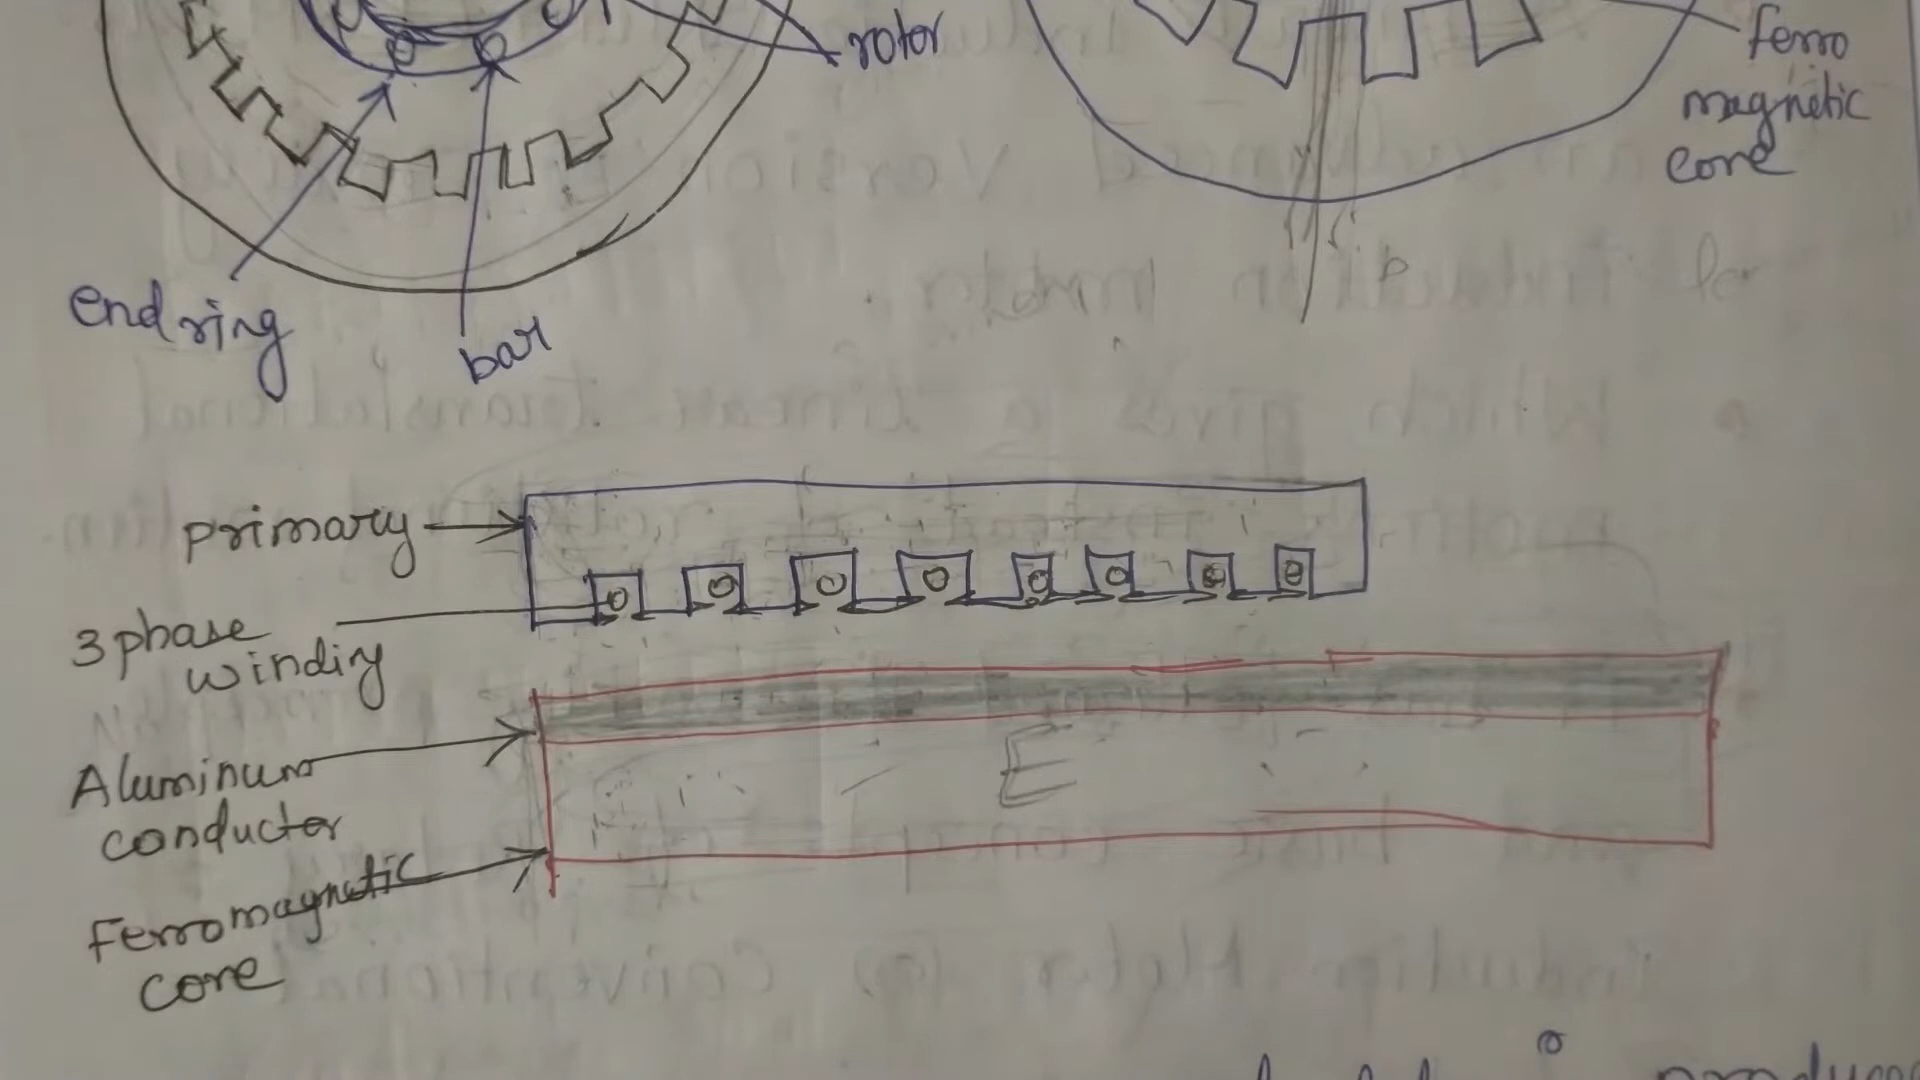 rotor
ferro
magnetic
core
end ring
bar
primary
3 phase
winding
Aluminum
conductor
Ferromagnetic
core
E